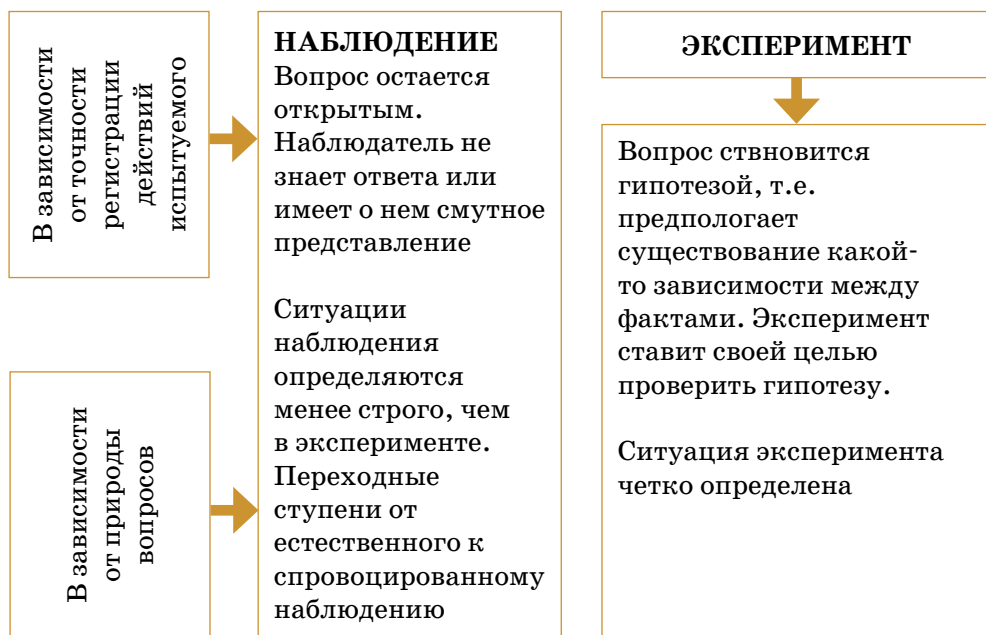 В зависимости
от точности
регистрации
действий
испытуемого
НАБЛЮДЕНИЕ
Вопрос остается
открытым.
Наблюдатель не
знает ответа или
имеет о нем смутное
представление
Ситуации
наблюдения
определяются
менее строго, чем
в эксперименте.
Переходные
ступени от
естественного к
спровоцированному
наблюдению
В зависимости
от природы
вопросов
ЭКСПЕРИМЕНТ
Вопрос ствновится
гипотезой, т.е.
предпологает
существование какой-
то зависимости между
фактами. Эксперимент
ставит своей целью
проверить гипотезу.
Ситуация эксперимента
четко определена